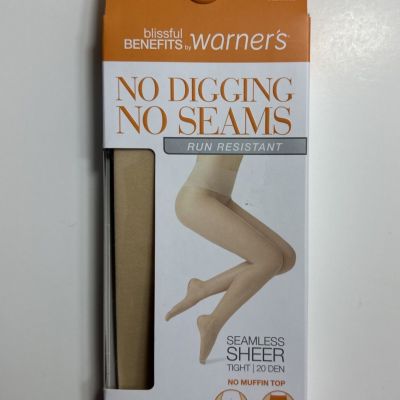 blissful
BENEFITS by warner's®
NO DIGGING
NO SEAMS
RUN RESISTANT
SEAMLESS
SHEER
TIGHT | 20 DEN
NO MUFFIN TOP